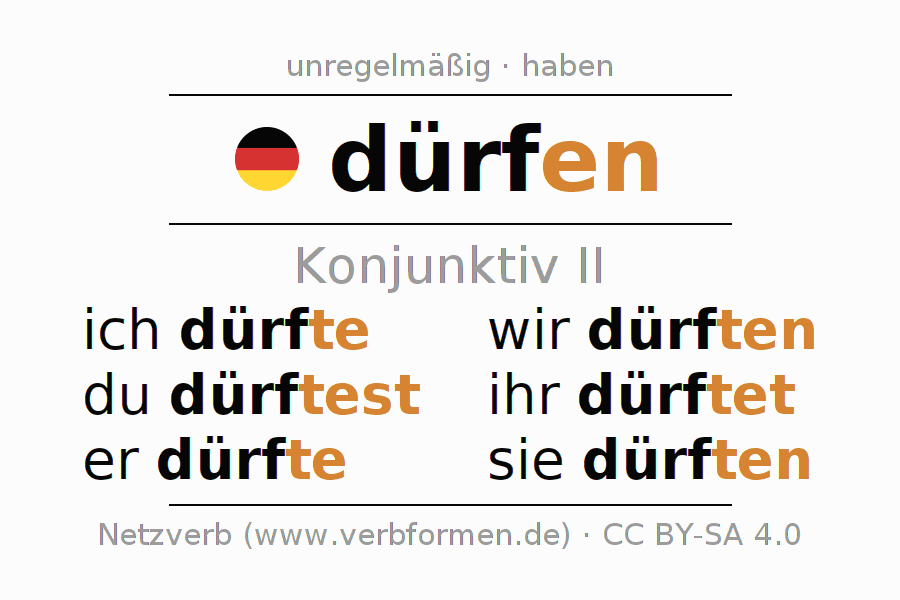 unregelmäßig · haben
dürfen
Konjunktiv II
ich dürfte
du dürftest
er dürfte
wir dürften
ihr dürftet
sie dürften
Netzverb (www.verbformen.de) · CC BY-SA 4.0